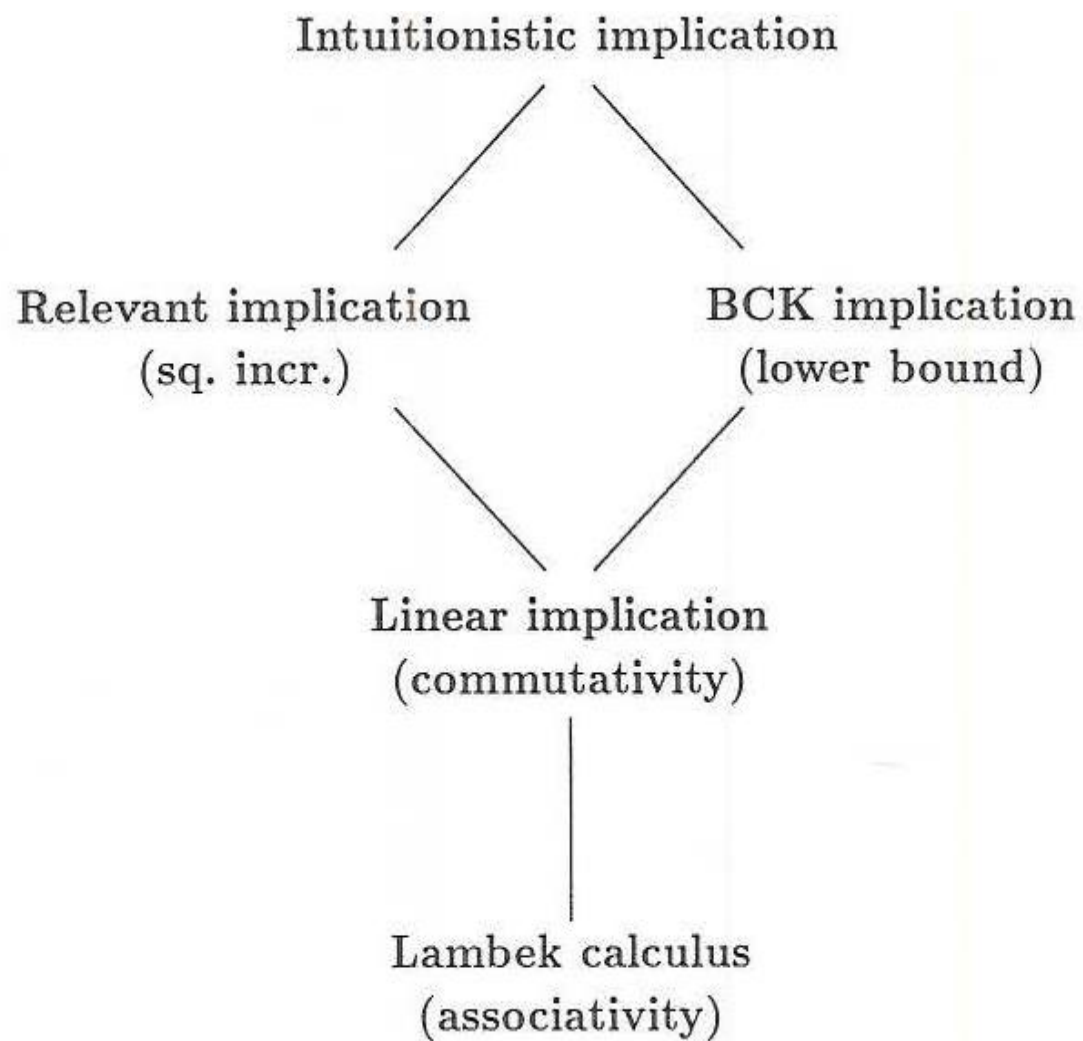 Intuitionistic implication
Relevant implication
(sq. incr.)
BCK implication
(lower bound)
Linear implication
(commutativity)
Lambek calculus
(associativity)